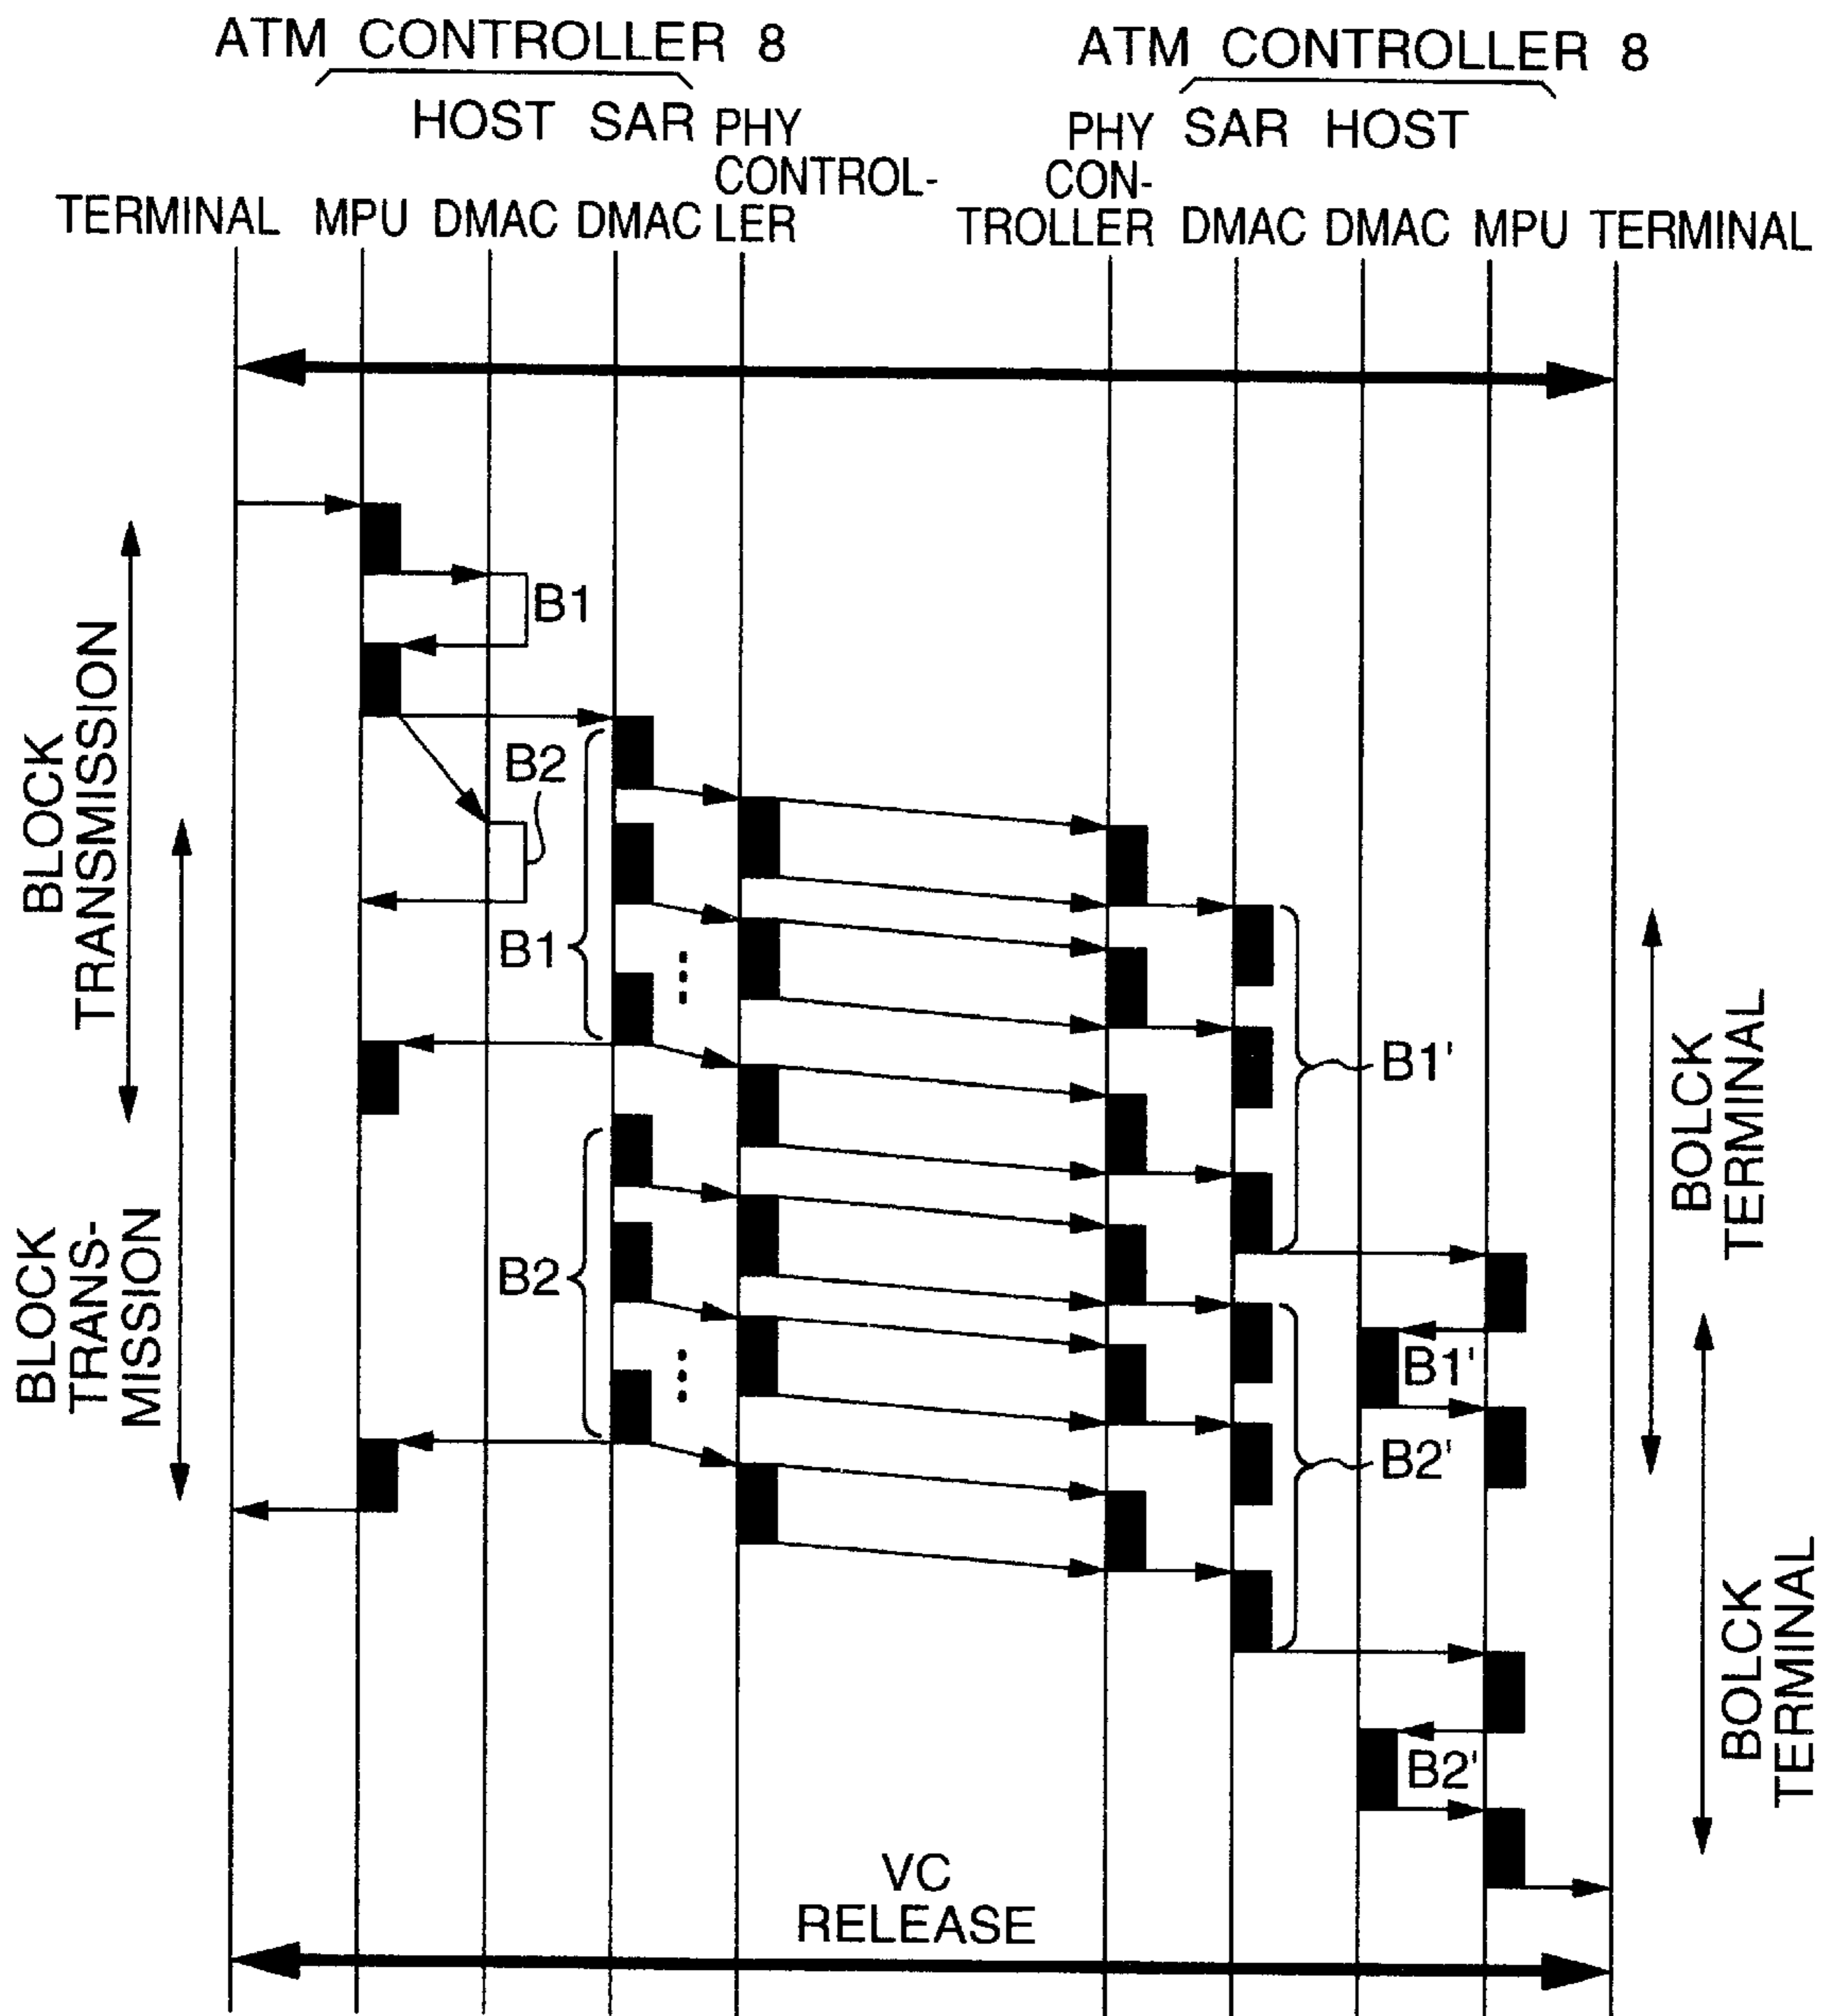 ATM CONTROLLER 8
ATM CONTROLLER 8
HOST SAR PHY
CONTROL-
PHY SAR HOST
CON-
TERMINAL MPU DMAC DMAC LER
TROLLER DMAC DMAC MPU TERMINAL
B1
BLOCK
TRANSMISSION
B2
B1
B1'
BOLCK
TERMINAL
BLOCK
TRANS-
MISSION
B2
B1'
B2'
BOLCK
TERMINAL
B2'
VC
RELEASE